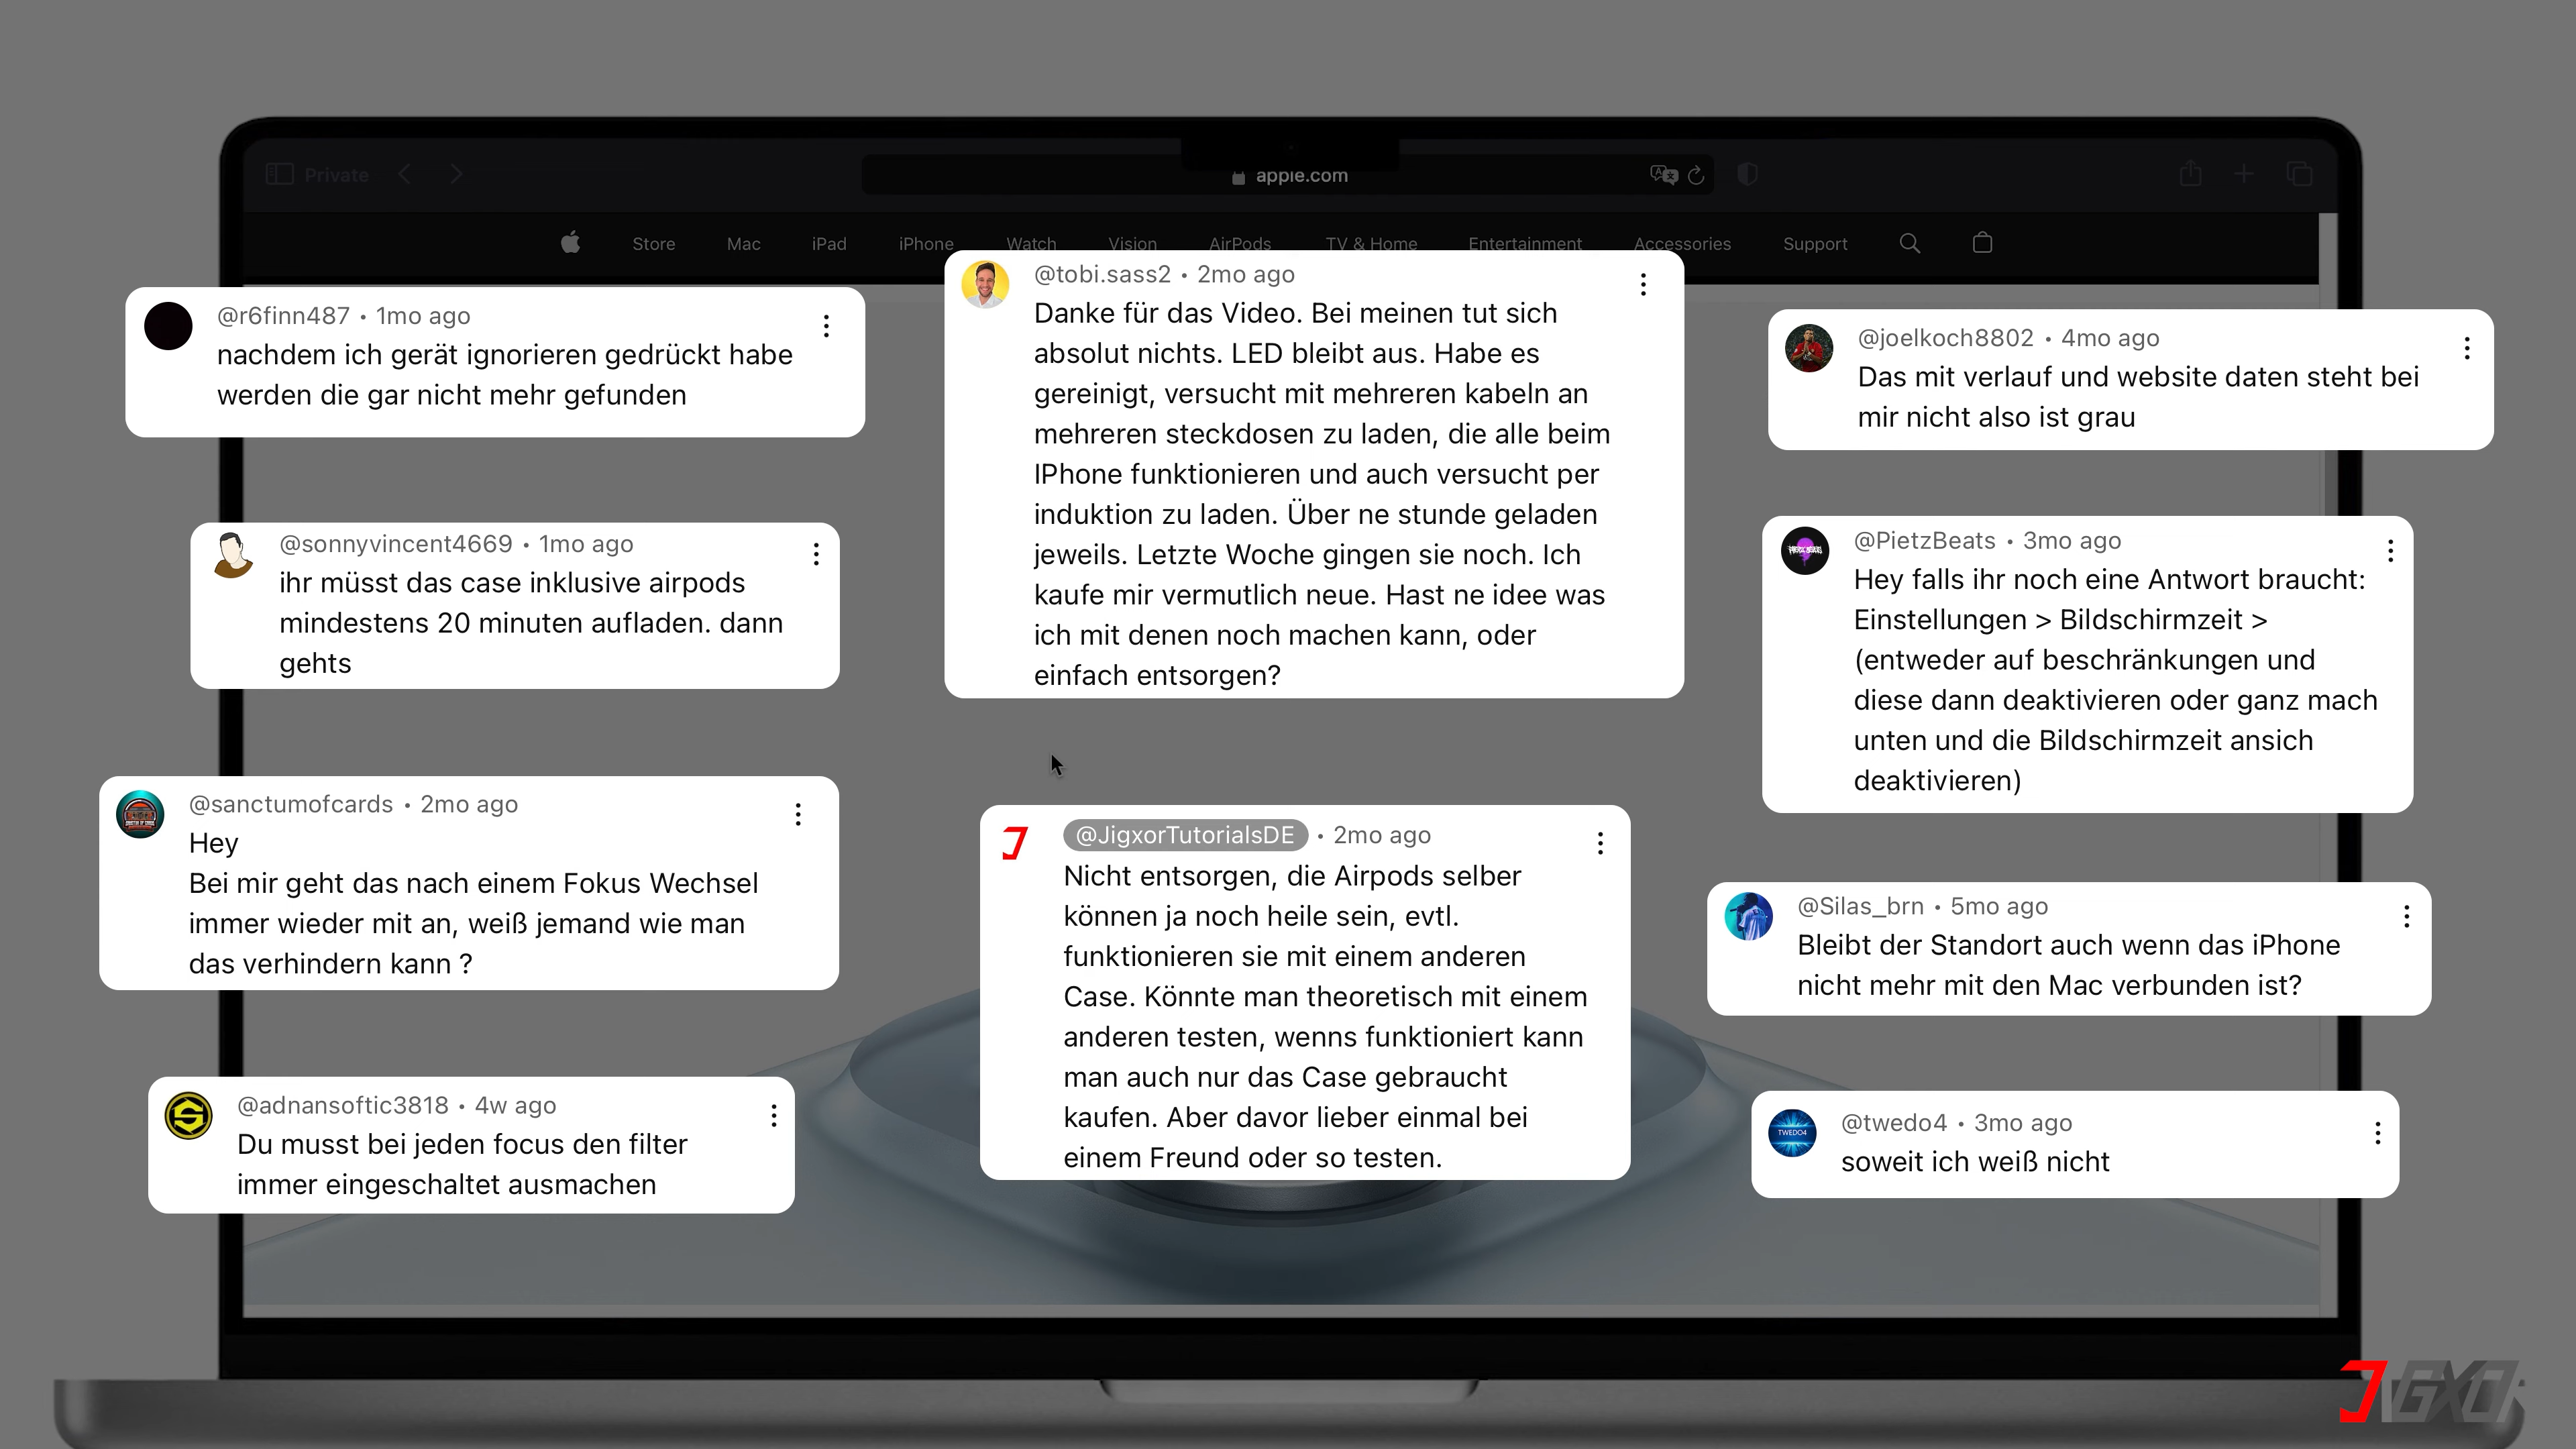 Private
apple.com
Store Mac iPad iPhone Watch Vision AirPods TV & Home Entertainment Accessories Support
@r6finn487 • 1mo ago
nachdem ich gerät ignorieren gedrückt habe
werden die gar nicht mehr gefunden
@sonnyvincent4669 • 1mo ago
ihr müsst das case inklusive airpods
mindestens 20 minuten aufladen. dann
gehts
@sanctumofcards • 2mo ago
Hey
Bei mir geht das nach einem Fokus Wechsel
immer wieder mit an, weiß jemand wie man
das verhindern kann ?
@adnansoftic3818 • 4w ago
Du musst bei jeden focus den filter
immer eingeschaltet ausmachen
@tobi.sass2 • 2mo ago
Danke für das Video. Bei meinen tut sich
absolut nichts. LED bleibt aus. Habe es
gereinigt, versucht mit mehreren kabeln an
mehreren steckdosen zu laden, die alle beim
IPhone funktionieren und auch versucht per
induktion zu laden. Über ne stunde geladen
jeweils. Letzte Woche gingen sie noch. Ich
kaufe mir vermutlich neue. Hast ne idee was
ich mit denen noch machen kann, oder
einfach entsorgen?
@JigxorTutorialsDE • 2mo ago
Nicht entsorgen, die Airpods selber
können ja noch heile sein, evtl.
funktionieren sie mit einem anderen
Case. Könnte man theoretisch mit einem
anderen testen, wenns funktioniert kann
man auch nur das Case gebraucht
kaufen. Aber davor lieber einmal bei
einem Freund oder so testen.
@joelkoch8802 • 4mo ago
Das mit verlauf und website daten steht bei
mir nicht also ist grau
@PietzBeats • 3mo ago
Hey falls ihr noch eine Antwort braucht:
Einstellungen > Bildschirmzeit >
(entweder auf beschränkungen und
diese dann deaktivieren oder ganz mach
unten und die Bildschirmzeit ansich
deaktivieren)
@Silas_brn • 5mo ago
Bleibt der Standort auch wenn das iPhone
nicht mehr mit den Mac verbunden ist?
TWEDO4
@twedo4 • 3mo ago
soweit ich weiß nicht